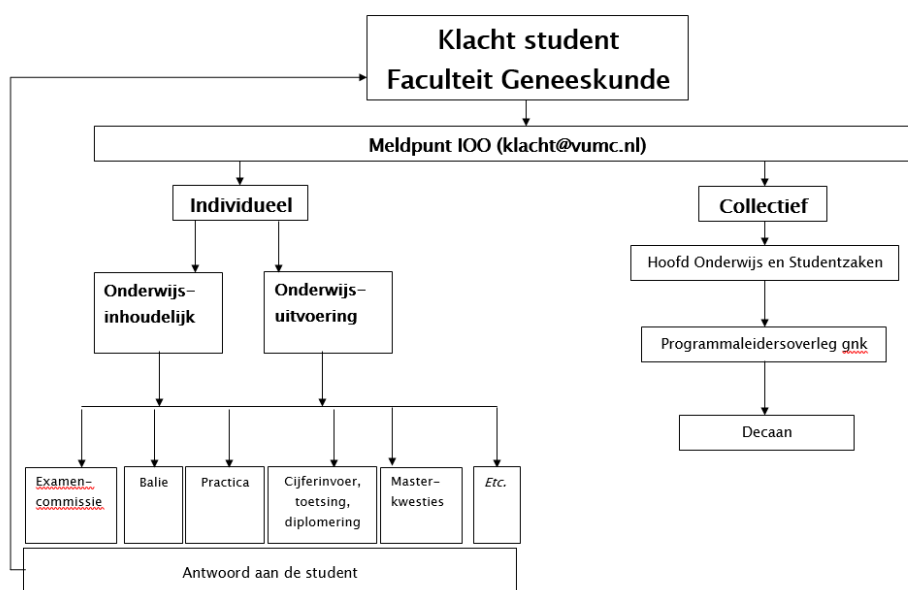 Klacht student
Faculteit Geneeskunde
Meldpunt IOO (klacht@vumc.nl)
Individueel
Collectief
Hoofd Onderwijs en Studentzaken
Onderwijs-
inhoudelijk
Onderwijs-
uitvoering
Programmaleidersoverleg gnk
Decaan
Examen-
commissie
Balie
Practica
Cijferinvoer,
toetsing,
diplomering
Master-
kwesties
Etc.
Antwoord aan de student